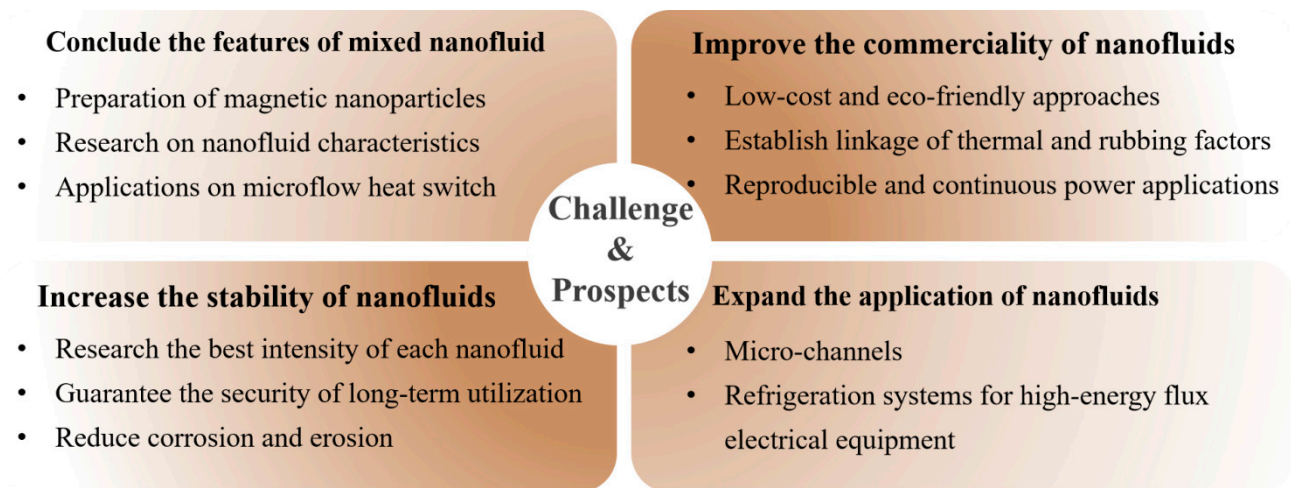 Conclude the features of mixed nanofluid
• Preparation of magnetic nanoparticles
• Research on nanofluid characteristics
• Applications on microflow heat switch
Improve the commerciality of nanofluids
• Low-cost and eco-friendly approaches
• Establish linkage of thermal and rubbing factors
• Reproducible and continuous power applications
Challenge
&
Prospects
Increase the stability of nanofluids
• Research the best intensity of each nanofluid
• Guarantee the security of long-term utilization
• Reduce corrosion and erosion
Expand the application of nanofluids
• Micro-channels
• Refrigeration systems for high-energy flux
electrical equipment